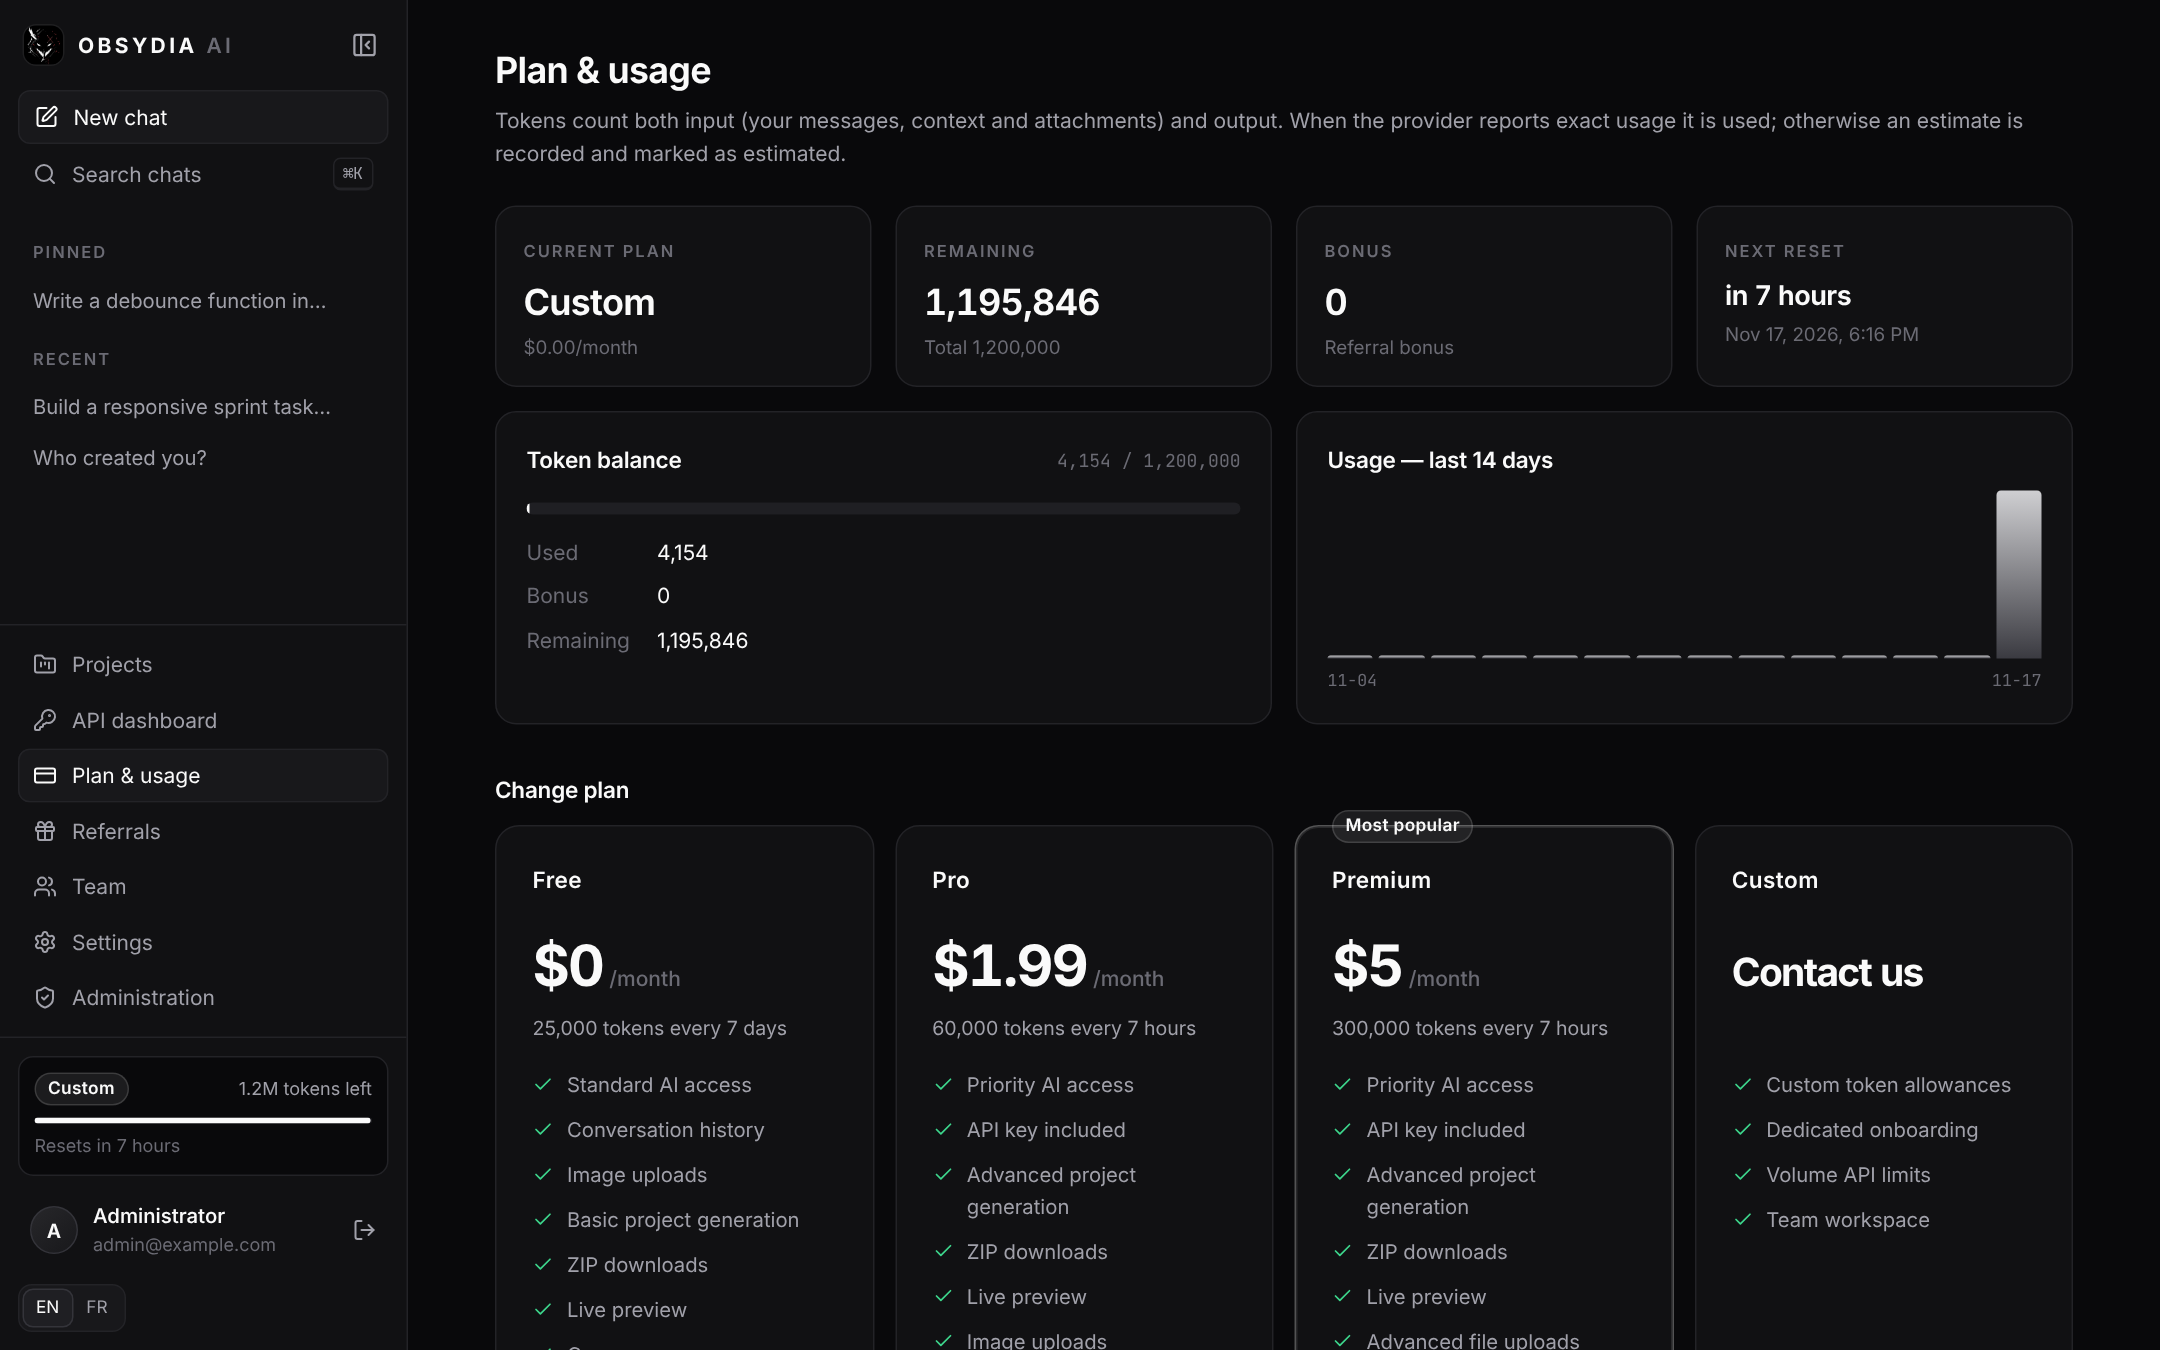 OBSYDIA AI
New chat
Search chats ⌘K
PINNED
Write a debounce function in...
RECENT
Build a responsive sprint task...
Who created you?
Projects
API dashboard
Plan & usage
Referrals
Team
Settings
Administration
Custom 1.2M tokens left
Resets in 7 hours
A
Administrator
admin@example.com
EN FR
Plan & usage
Tokens count both input (your messages, context and attachments) and output. When the provider reports exact usage it is used; otherwise an estimate is
recorded and marked as estimated.
CURRENT PLAN
Custom
$0.00/month
REMAINING
1,195,846
Total 1,200,000
BONUS
0
Referral bonus
NEXT RESET
in 7 hours
Nov 17, 2026, 6:16 PM
Token balance 4,154 / 1,200,000
Used 4,154
Bonus 0
Remaining 1,195,846
Usage — last 14 days
11-04 11-17
Change plan
Free
$0 /month
25,000 tokens every 7 days
Standard AI access
Conversation history
Image uploads
Basic project generation
ZIP downloads
Live preview
Pro
$1.99 /month
60,000 tokens every 7 hours
Priority AI access
API key included
Advanced project
generation
ZIP downloads
Live preview
Image uploads
Most popular
Premium
$5 /month
300,000 tokens every 7 hours
Priority AI access
API key included
Advanced project
generation
ZIP downloads
Live preview
Advanced file uploads
Custom
Contact us
Custom token allowances
Dedicated onboarding
Volume API limits
Team workspace